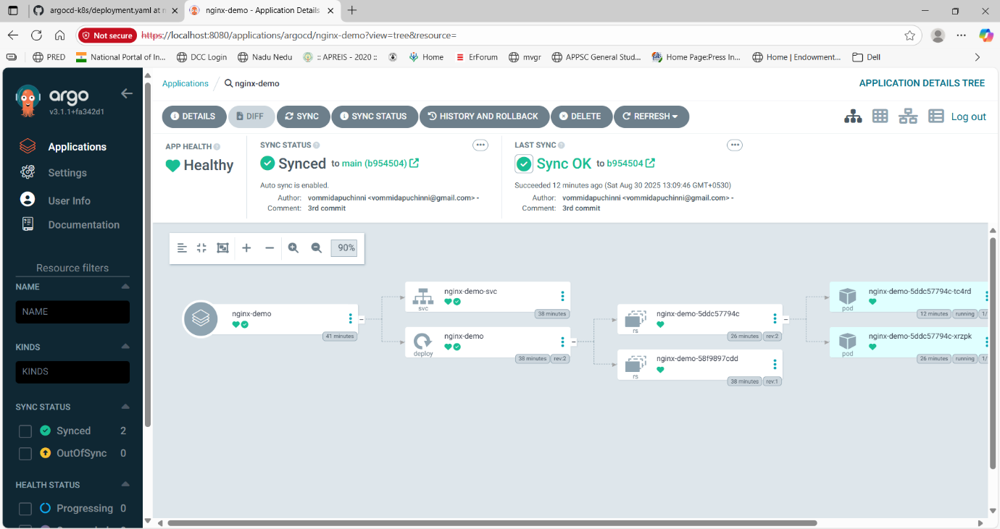 argocd-k8s/deployment.yaml at n
nginx-demo - Application Details
Not secure
https://localhost:8080/applications/argocd/nginx-demo?view=tree&resource=
PRED
National Portal of In...
DCC Login
Nadu Nedu
:: APREIS - 2020 ::
Home
ErForum
mvgr
APPSC General Stud...
Home Page:Press In...
Home | Endowment...
Dell
argo
v3.1.1+fa342d1
Applications
Settings
User Info
Documentation
Resource filters
NAME
NAME
KINDS
KINDS
SYNC STATUS
Synced 2
OutOfSync 0
HEALTH STATUS
Progressing 0
Applications / nginx-demo
APPLICATION DETAILS TREE
DETAILS
DIFF
SYNC
SYNC STATUS
HISTORY AND ROLLBACK
DELETE
REFRESH
Log out
APP HEALTH
Healthy
SYNC STATUS
Synced to main (b954504)
Auto sync is enabled.
Author: vommidapuchinni <vommidapuchinni@gmail.com> -
Comment: 3rd commit
LAST SYNC
Sync OK to b954504
Succeeded 12 minutes ago (Sat Aug 30 2025 13:09:46 GMT+0530)
Author: vommidapuchinni <vommidapuchinni@gmail.com> -
Comment: 3rd commit
90%
nginx-demo
41 minutes
nginx-demo-svc
svc
38 minutes
nginx-demo
deploy
38 minutes rev:2
nginx-demo-5ddc57794c
rs
26 minutes rev:2
nginx-demo-58f9897cdd
rs
38 minutes rev:1
nginx-demo-5ddc57794c-tc4rd
pod
12 minutes running 1/
nginx-demo-5ddc57794c-xrzpk
pod
26 minutes running 1/